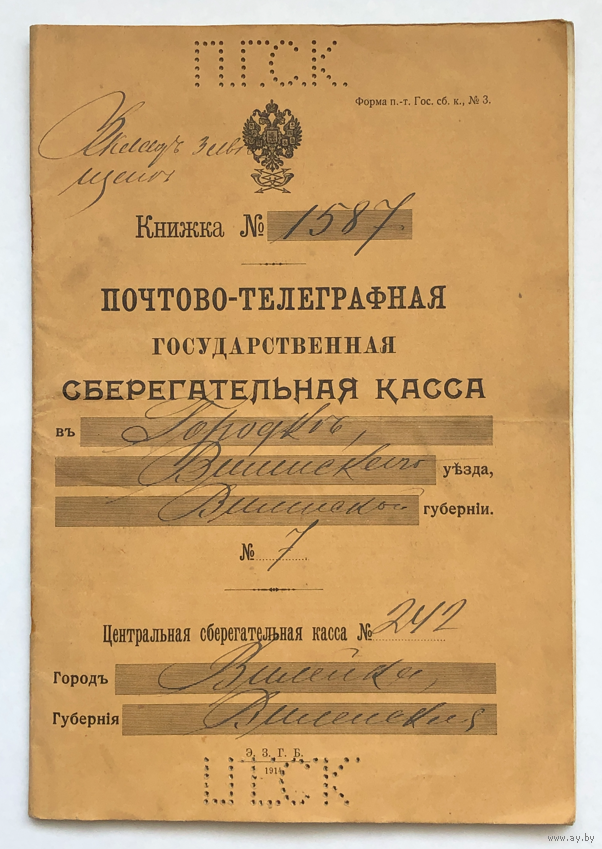 П.Г.С.К.
Форма п.-т. Гос. сб. к., № 3.
Вкладъ
Книжка № 1587.
ПОЧТОВО-ТЕЛЕГРАФНАЯ
ГОСУДАРСТВЕННАЯ
СБЕРЕГАТЕЛЬНАЯ КАССА
въ Городкѣ,
Вилейскаго уѣзда,
Виленской губерніи.
№ 7
Центральная сберегательная касса № 242
Городъ Вилейка,
Губернія Виленская
Э. З. Г. Б.
www.ay.by